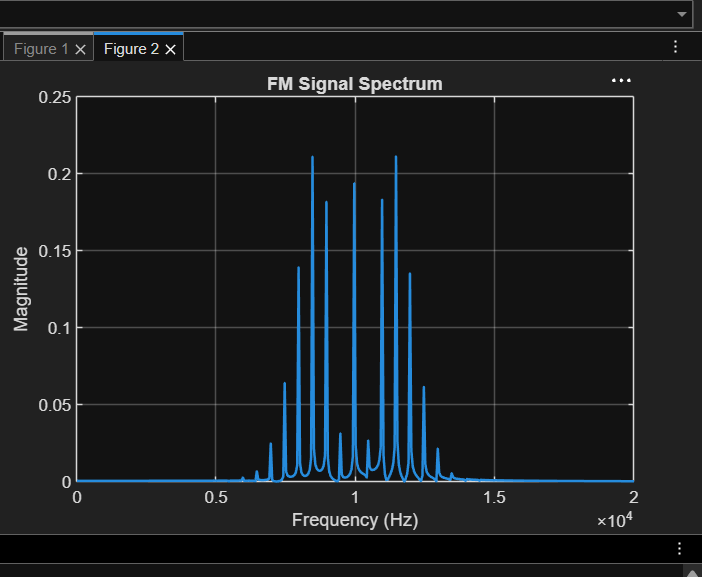 Figure 1 × Figure 2 ×
FM Signal Spectrum
0.25
0.2
0.15
0.1
0.05
0
Magnitude
0 0.5 1 1.5 2
Frequency (Hz) ×10⁴